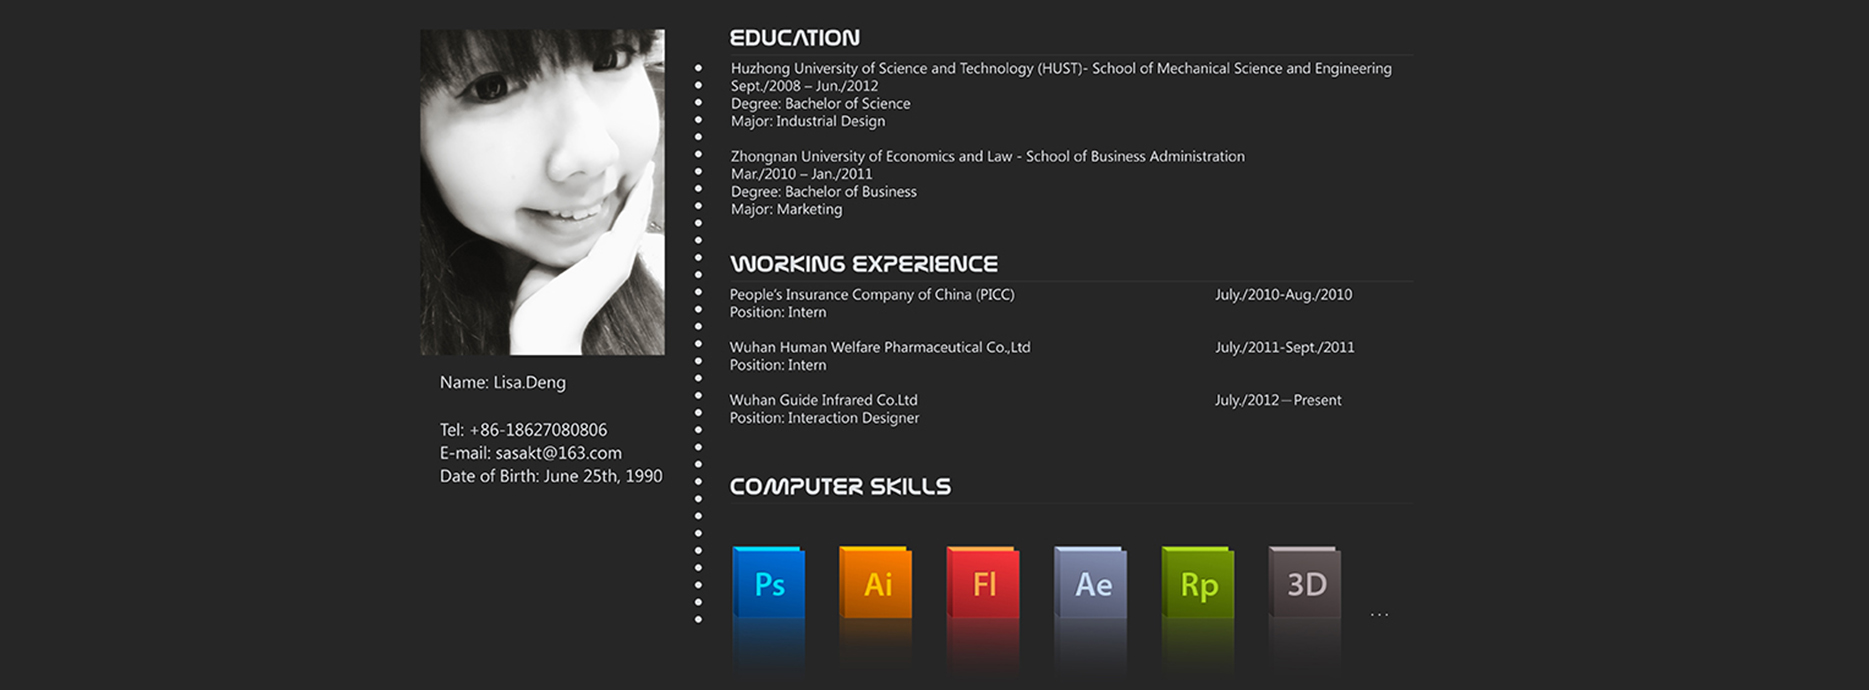 Name: Lisa.Deng
Tel: +86-18627080806
E-mail: sasakt@163.com
Date of Birth: June 25th, 1990
EDUCATION
Huzhong University of Science and Technology (HUST)- School of Mechanical Science and Engineering
Sept./2008 – Jun./2012
Degree: Bachelor of Science
Major: Industrial Design
Zhongnan University of Economics and Law - School of Business Administration
Mar./2010 – Jan./2011
Degree: Bachelor of Business
Major: Marketing
WORKING EXPERIENCE
People's Insurance Company of China (PICC) July./2010-Aug./2010
Position: Intern
Wuhan Human Welfare Pharmaceutical Co.,Ltd July./2011-Sept./2011
Position: Intern
Wuhan Guide Infrared Co.Ltd July./2012—Present
Position: Interaction Designer
COMPUTER SKILLS
Ps Ai Fl Ae Rp 3D ...